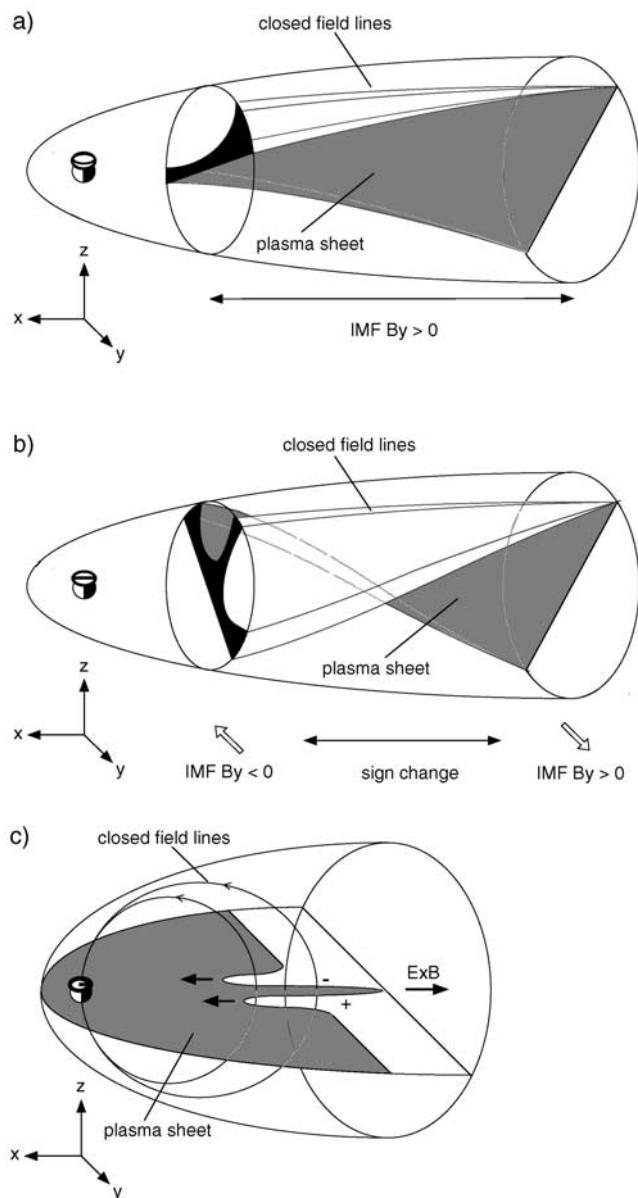 a)
closed field lines
plasma sheet
z
x
y
IMF By > 0
b)
closed field lines
plasma sheet
z
x
y
IMF By < 0
sign change
IMF By > 0
c)
closed field lines
-
ExB
+
z
plasma sheet
x
y